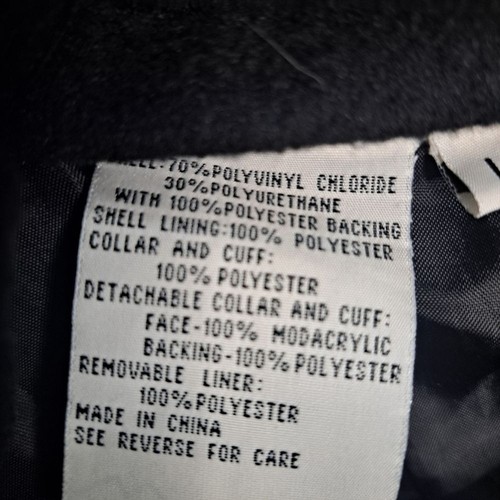 SHELL:70%POLYVINYL CHLORIDE
30%POLYURETHANE
WITH 100%POLYESTER BACKING
SHELL LINING:100% POLYESTER
COLLAR AND CUFF:
100%POLYESTER
DETACHABLE COLLAR AND CUFF:
FACE-100% MODACRYLIC
BACKING-100%POLYESTER
REMOVABLE LINER:
100%POLYESTER
MADE IN CHINA
SEE REVERSE FOR CARE